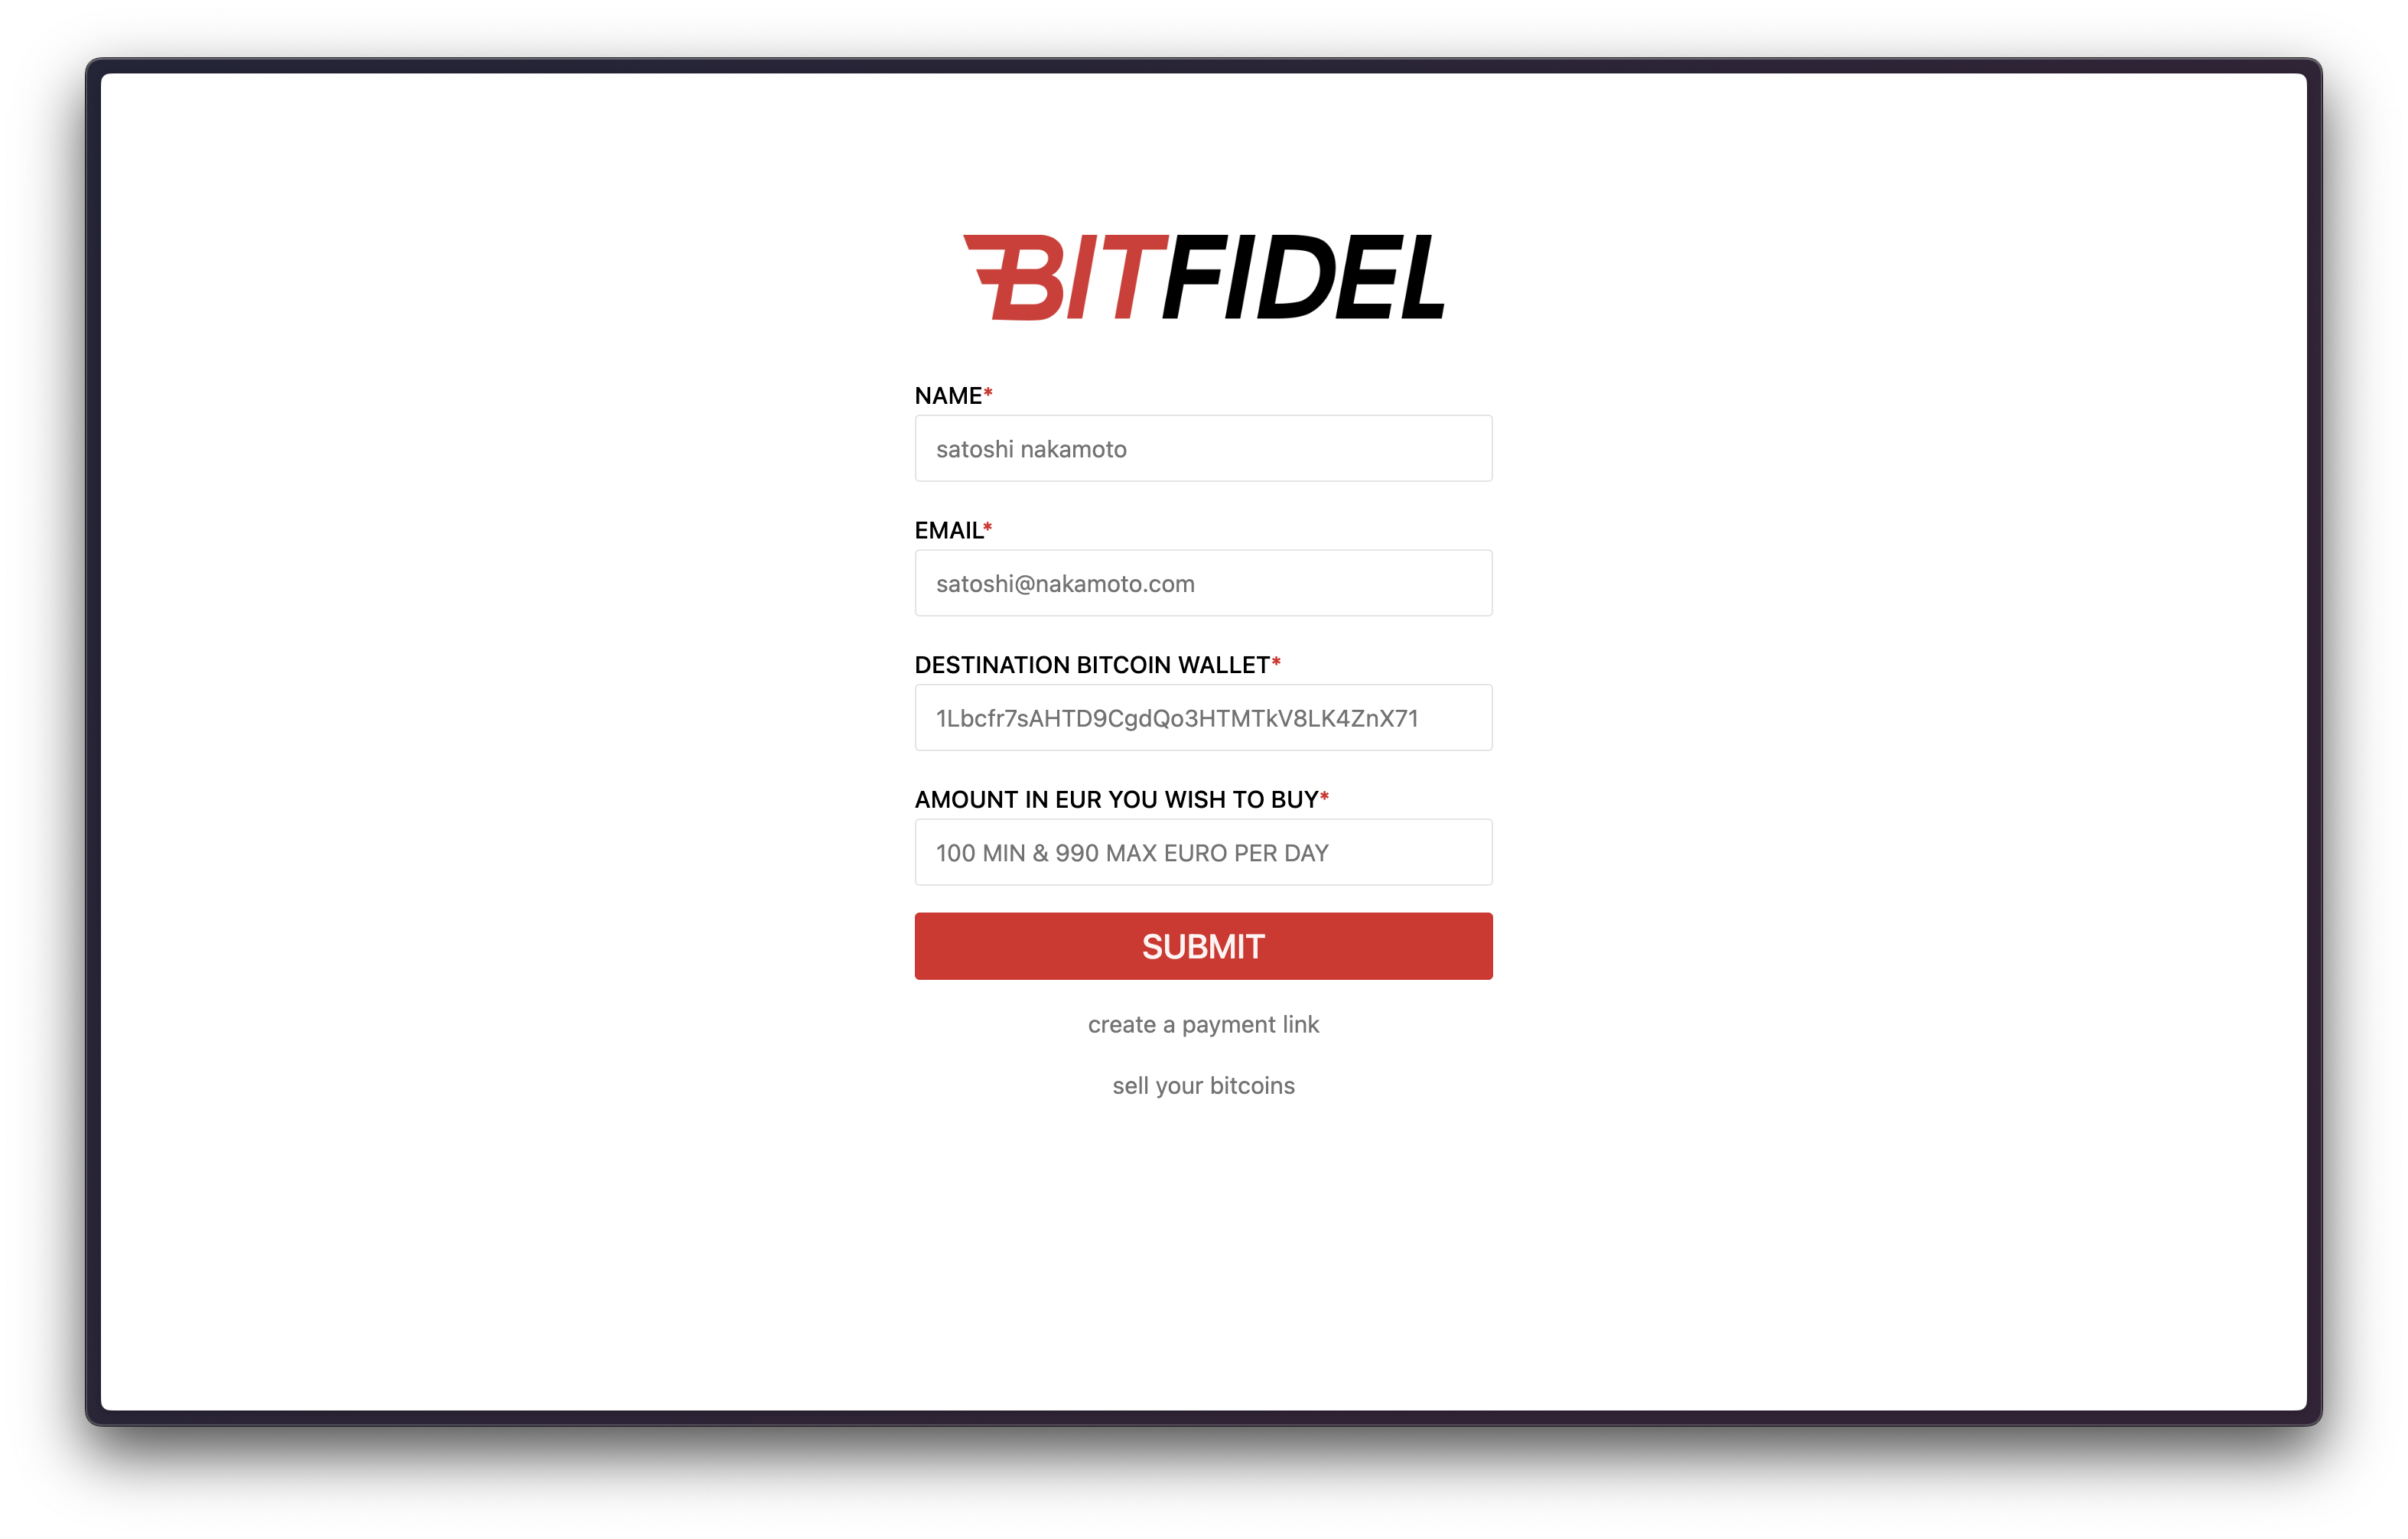 BITFIDEL
NAME*
satoshi nakamoto
EMAIL*
satoshi@nakamoto.com
DESTINATION BITCOIN WALLET*
1Lbcfr7sAHTD9CgdQo3HTMTkV8LK4ZnX71
AMOUNT IN EUR YOU WISH TO BUY*
100 MIN & 990 MAX EURO PER DAY
SUBMIT
create a payment link
sell your bitcoins